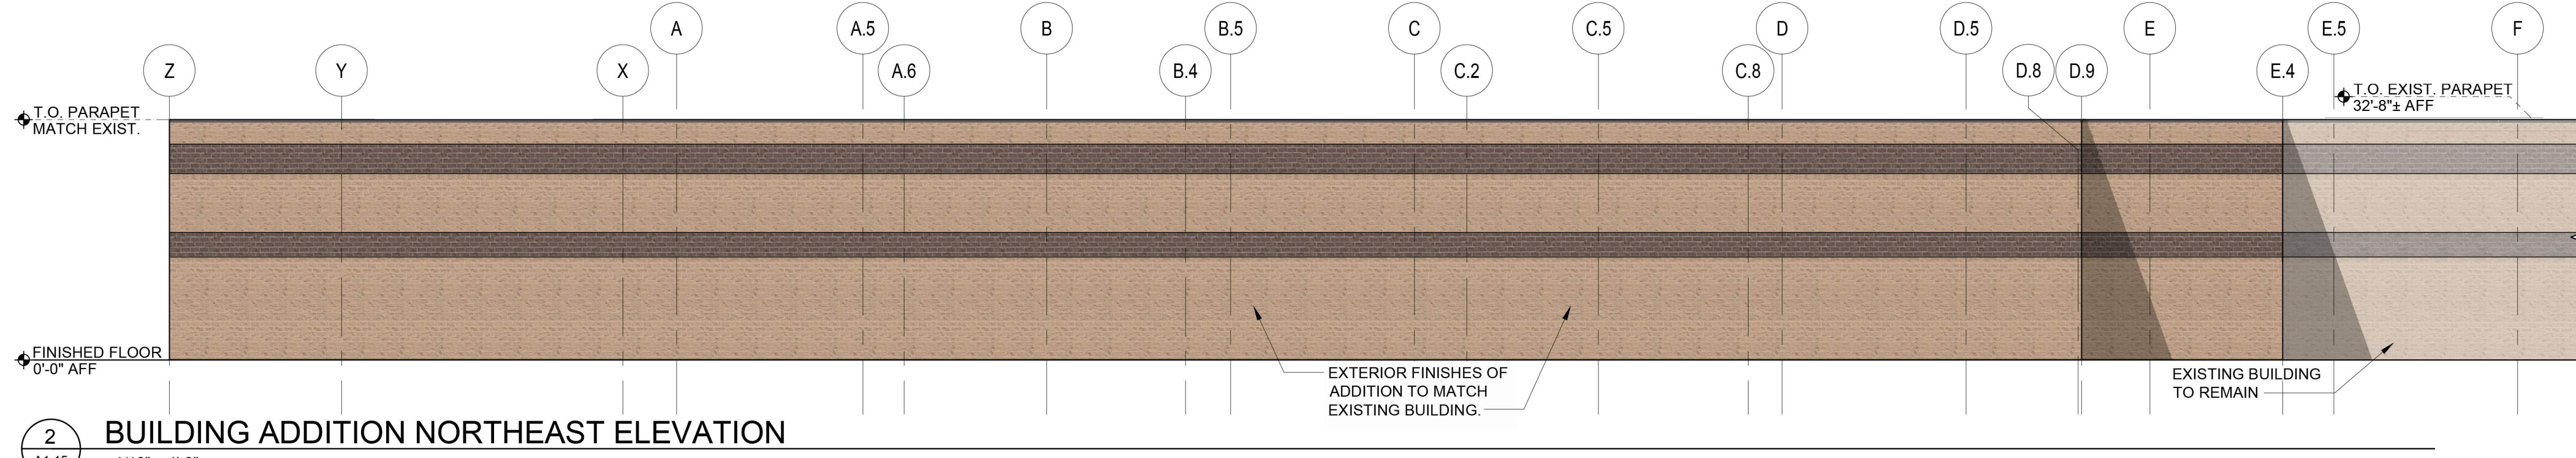 A
A.5
B
B.5
C
C.5
D
D.5
E
E.5
F
Z
Y
X
A.6
B.4
C.2
C.8
D.8
D.9
E.4
T.O. PARAPET
MATCH EXIST.
T.O. EXIST. PARAPET
32'-8"± AFF
FINISHED FLOOR
0'-0" AFF
EXTERIOR FINISHES OF
ADDITION TO MATCH
EXISTING BUILDING.
EXISTING BUILDING
TO REMAIN
2
BUILDING ADDITION NORTHEAST ELEVATION